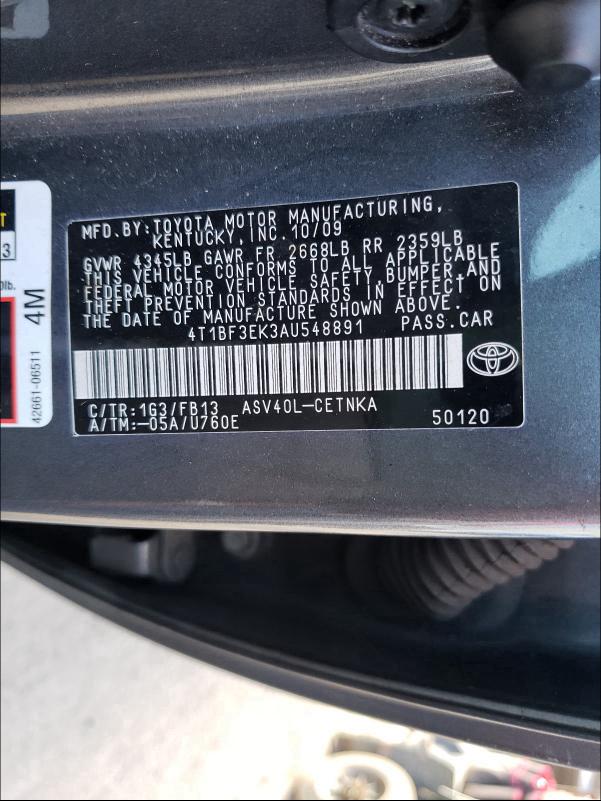 MFD.BY:TOYOTA MOTOR MANUFACTURING,
KENTUCKY,INC.10/09
GVWR 4345LB GAWR FR 2668LB RR 2359LB
THIS VEHICLE CONFORMS TO ALL APPLICABLE
FEDERAL MOTOR VEHICLE SAFETY,BUMPER,AND
THEFT PREVENTION STANDARDS IN EFFECT ON
THE DATE OF MANUFACTURE SHOWN ABOVE.
4T1BF3EK3AU548891 PASS.CAR
C/TR:1G3/FB13 ASV40L-CETNKA
A/TM:-05A/U760E 50120
T
3
lb.
4M
42661-06511